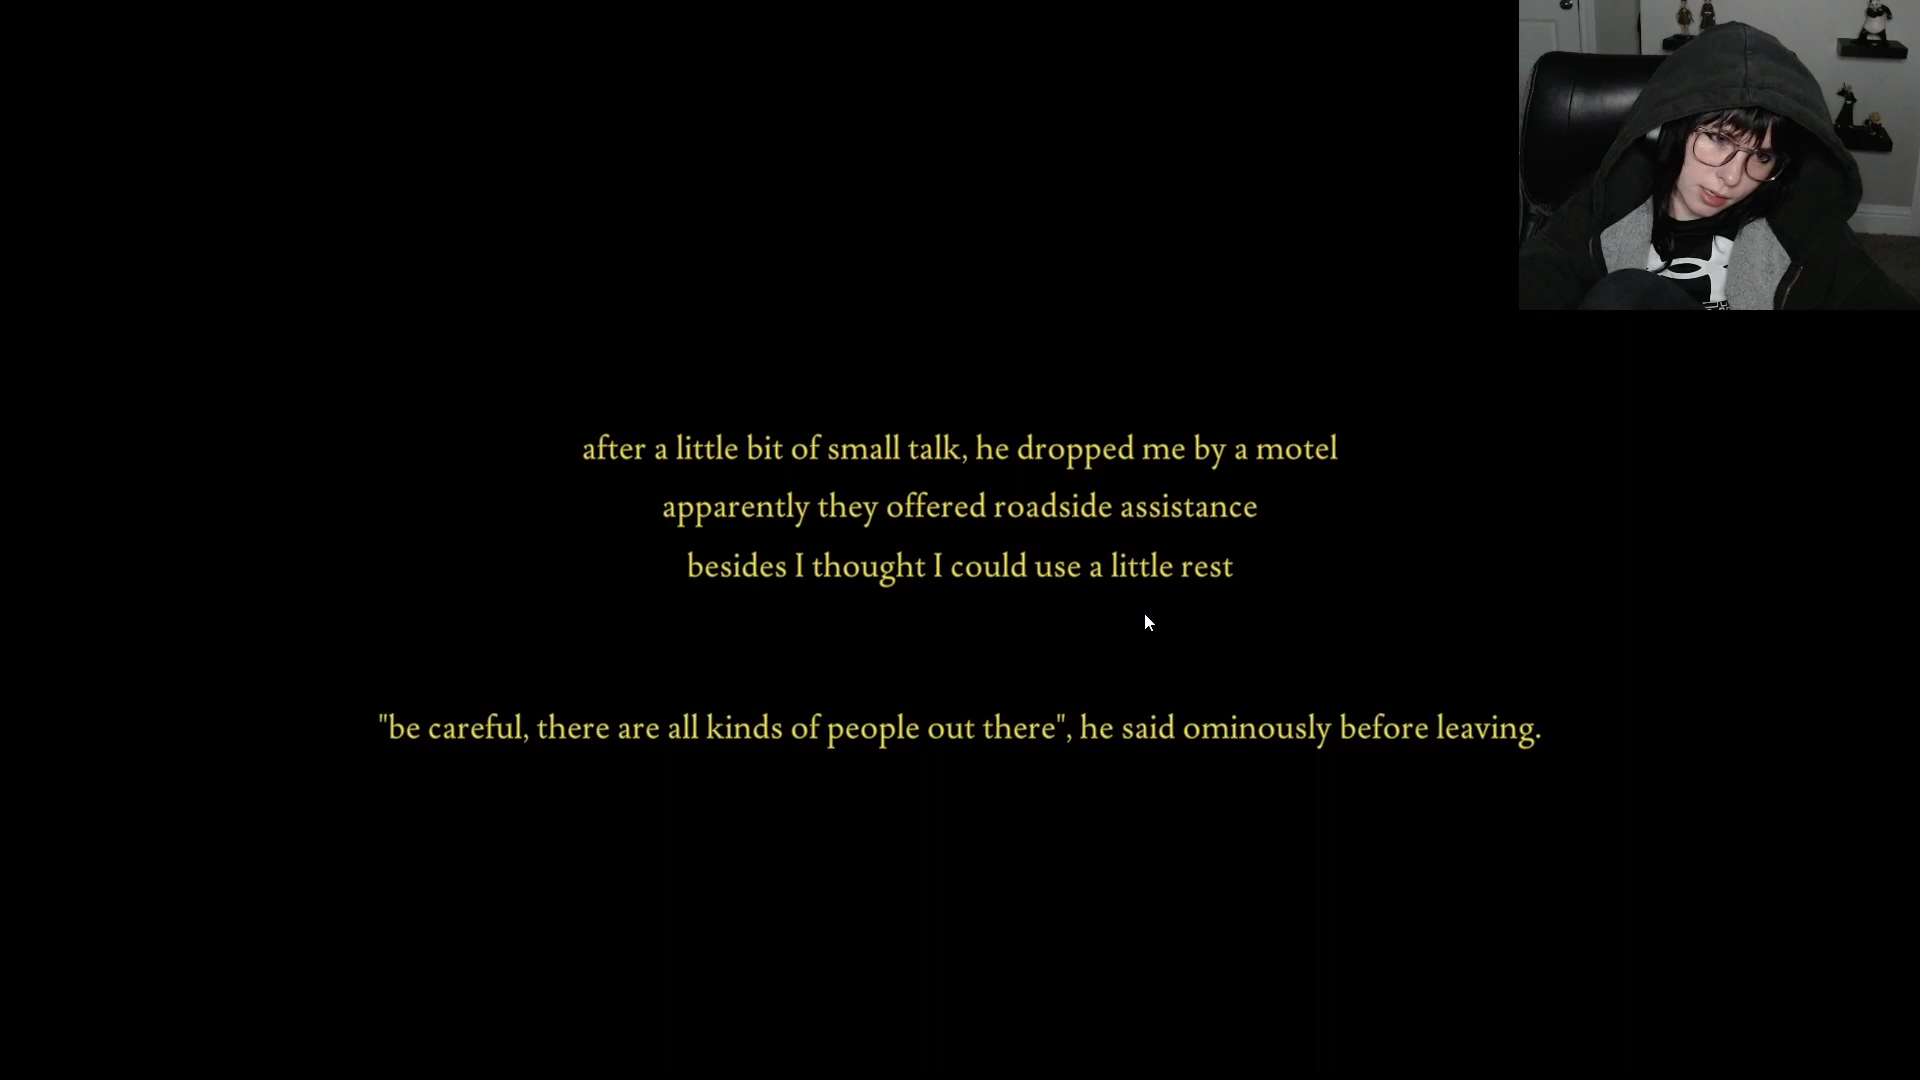 after a little bit of small talk, he dropped me by a motel
apparently they offered roadside assistance
besides I thought I could use a little rest
"be careful, there are all kinds of people out there", he said ominously before leaving.